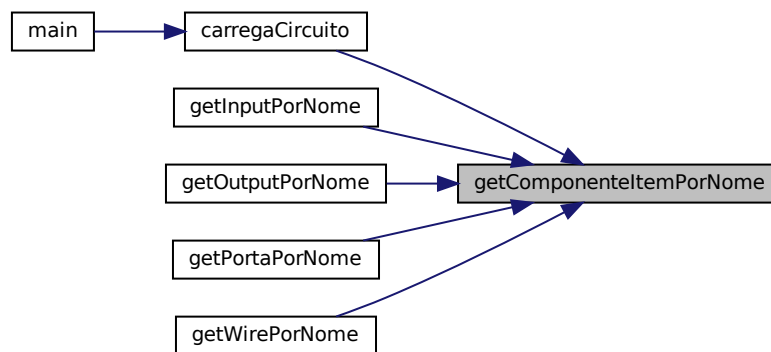 main
carregaCircuito
getInputPorNome
getOutputPorNome
getComponenteItemPorNome
getPortaPorNome
getWirePorNome